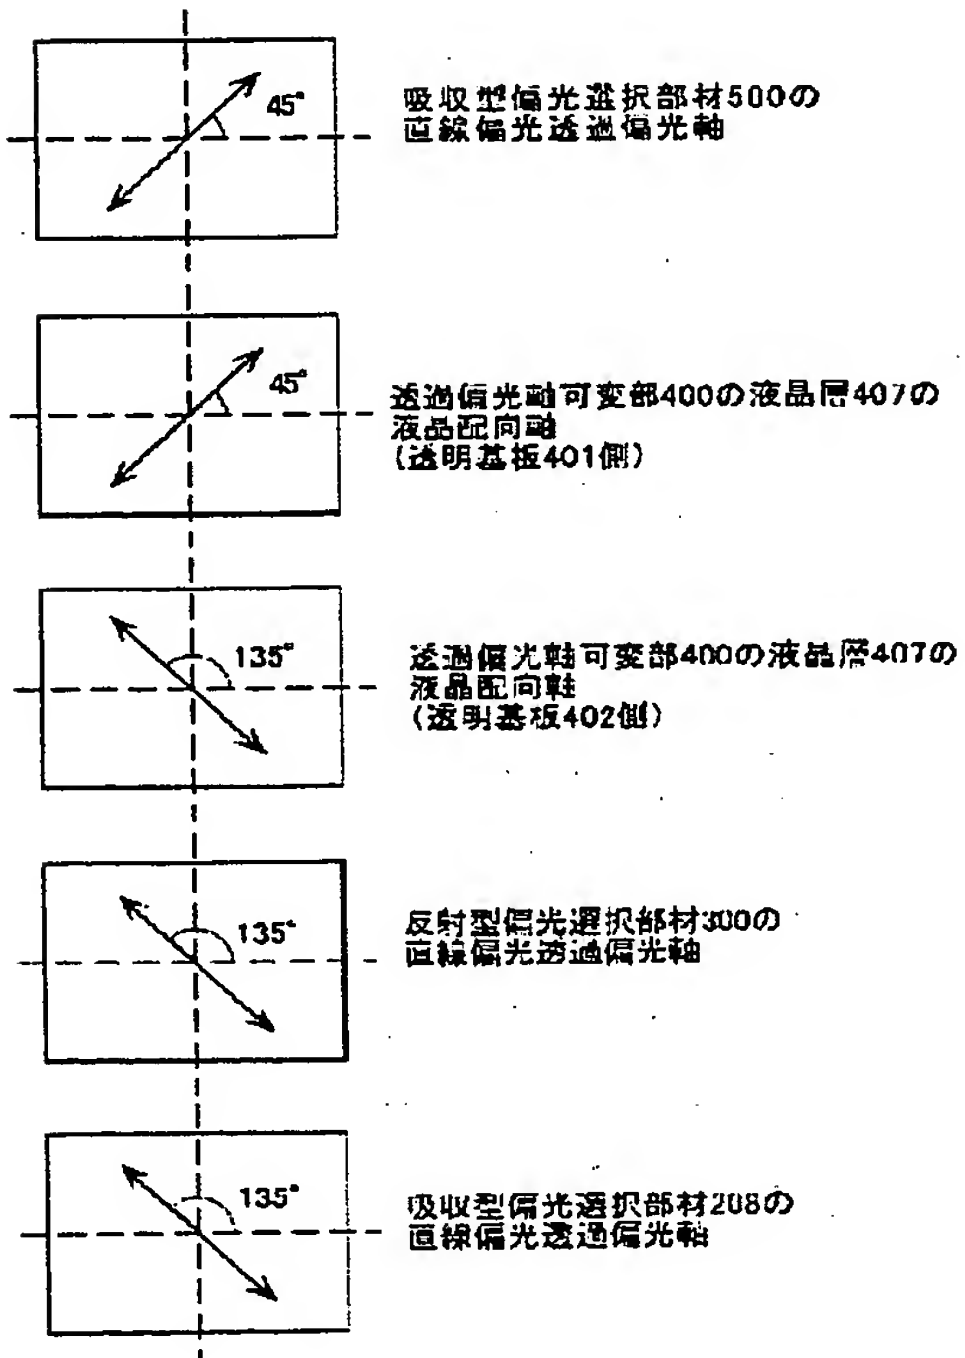 45°
吸収型偏光選択部材500の
直線偏光透過偏光軸
45°
透過偏光軸可変部400の液晶層407の
液晶配向軸
(透明基板401側)
135°
透過偏光軸可変部400の液晶層407の
液晶配向軸
(透明基板402側)
135°
反射型偏光選択部材300の
直線偏光透過偏光軸
135°
吸収型偏光選択部材208の
直線偏光透過偏光軸